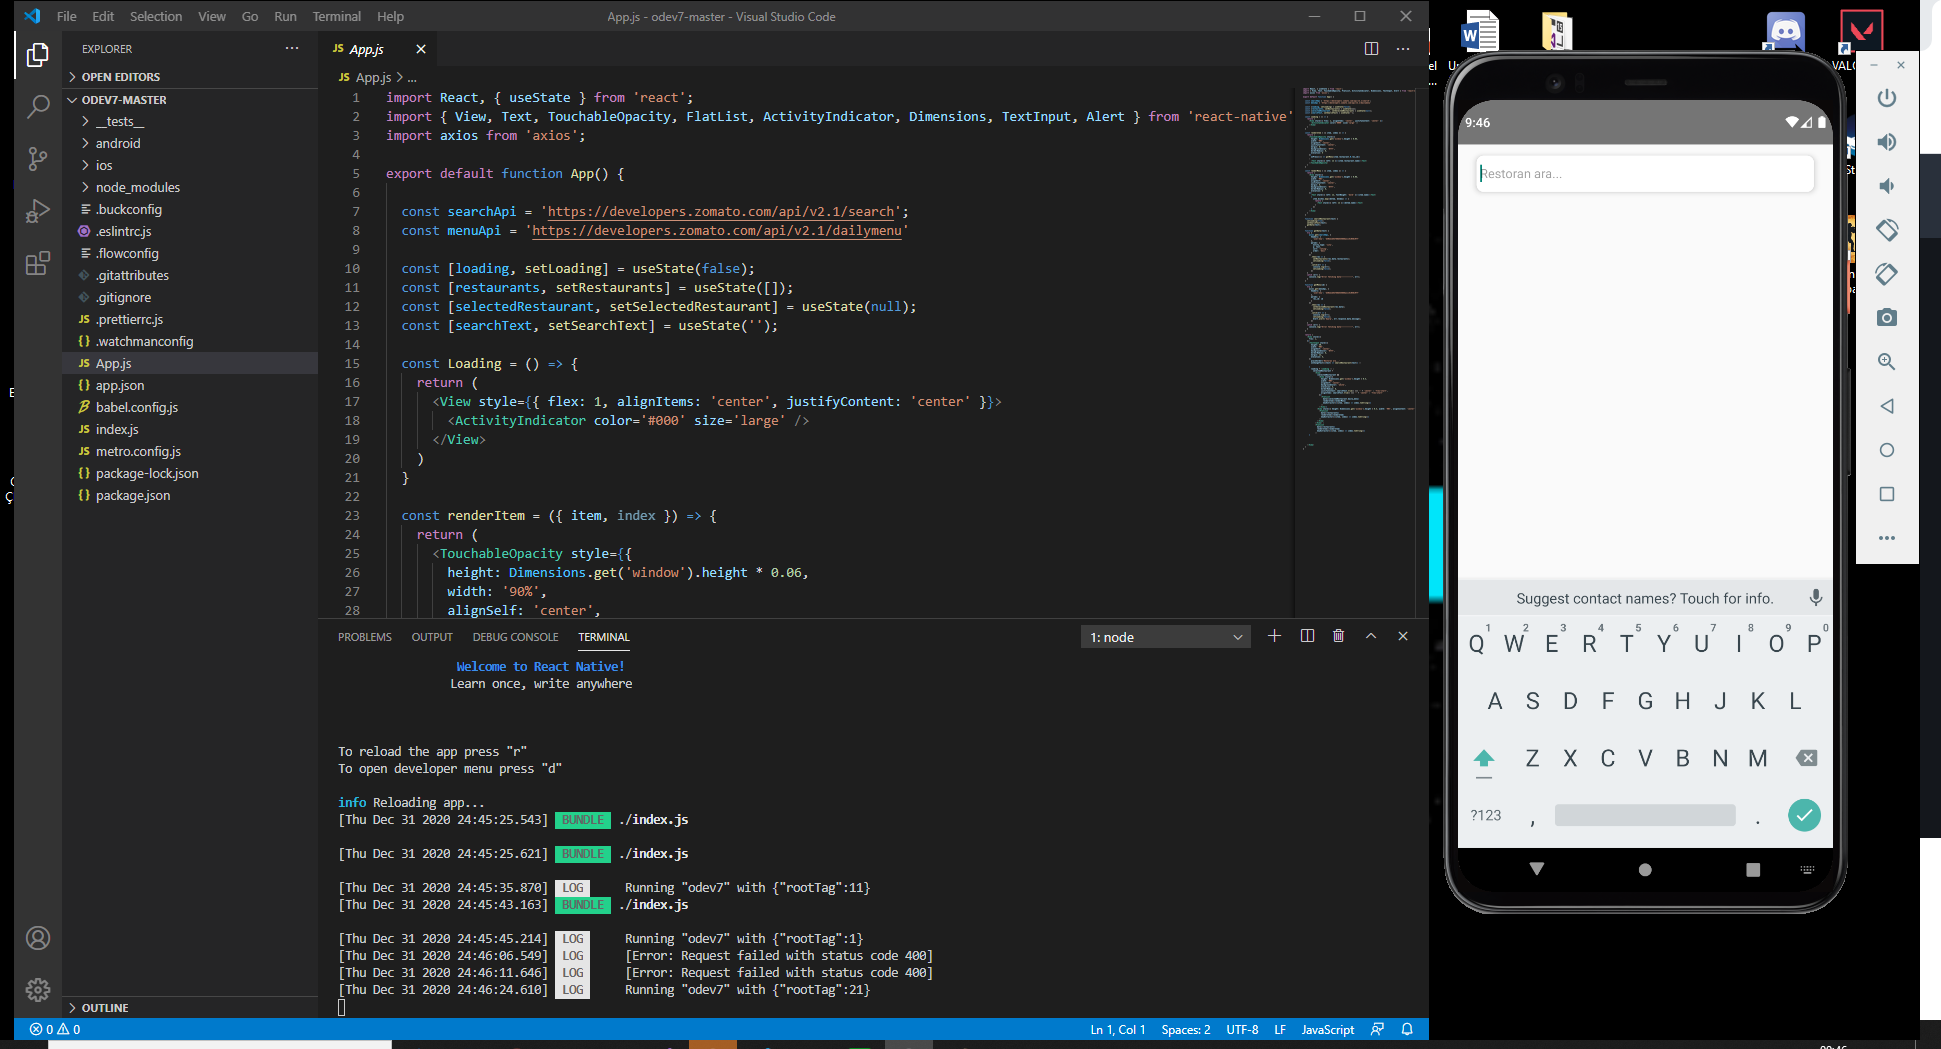 File Edit Selection View Go Run Terminal Help
App.js - odev7-master - Visual Studio Code
EXPLORER
OPEN EDITORS
ODEV7-MASTER
__tests__
android
ios
node_modules
.buckconfig
.eslintrc.js
.flowconfig
.gitattributes
.gitignore
JS .prettierrc.js
{} .watchmanconfig
JS App.js
{} app.json
babel.config.js
JS index.js
JS metro.config.js
{} package-lock.json
{} package.json
OUTLINE
JS App.js
JS App.js > ...
1 import React, { useState } from 'react';
2 import { View, Text, TouchableOpacity, FlatList, ActivityIndicator, Dimensions, TextInput, Alert } from 'react-native'
3 import axios from 'axios';
4
5 export default function App() {
6
7 const searchApi = 'https://developers.zomato.com/api/v2.1/search';
8 const menuApi = 'https://developers.zomato.com/api/v2.1/dailymenu'
9
10 const [loading, setLoading] = useState(false);
11 const [restaurants, setRestaurants] = useState([]);
12 const [selectedRestaurant, setSelectedRestaurant] = useState(null);
13 const [searchText, setSearchText] = useState('');
14
15 const Loading = () => {
16 return (
17 <View style={{ flex: 1, alignItems: 'center', justifyContent: 'center' }}>
18 <ActivityIndicator color='#000' size='large' />
19 </View>
20 )
21 }
22
23 const renderItem = ({ item, index }) => {
24 return (
25 <TouchableOpacity style={{
26 height: Dimensions.get('window').height * 0.06,
27 width: '90%',
28 alignSelf: 'center',
PROBLEMS OUTPUT DEBUG CONSOLE TERMINAL
1: node
Welcome to React Native!
Learn once, write anywhere
To reload the app press "r"
To open developer menu press "d"
info Reloading app...
[Thu Dec 31 2020 24:45:25.543] BUNDLE ./index.js
[Thu Dec 31 2020 24:45:25.621] BUNDLE ./index.js
[Thu Dec 31 2020 24:45:35.870] LOG Running "odev7" with {"rootTag":11}
[Thu Dec 31 2020 24:45:43.163] BUNDLE ./index.js
[Thu Dec 31 2020 24:45:45.214] LOG Running "odev7" with {"rootTag":1}
[Thu Dec 31 2020 24:46:06.549] LOG [Error: Request failed with status code 400]
[Thu Dec 31 2020 24:46:11.646] LOG [Error: Request failed with status code 400]
[Thu Dec 31 2020 24:46:24.610] LOG Running "odev7" with {"rootTag":21}
0 0
Ln 1, Col 1 Spaces: 2 UTF-8 LF JavaScript
9:46
Restoran ara...
Suggest contact names? Touch for info.
1 2 3 4 5 6 7 8 9 0
Q W E R T Y U I O P
A S D F G H J K L
Z X C V B N M
?123 , .